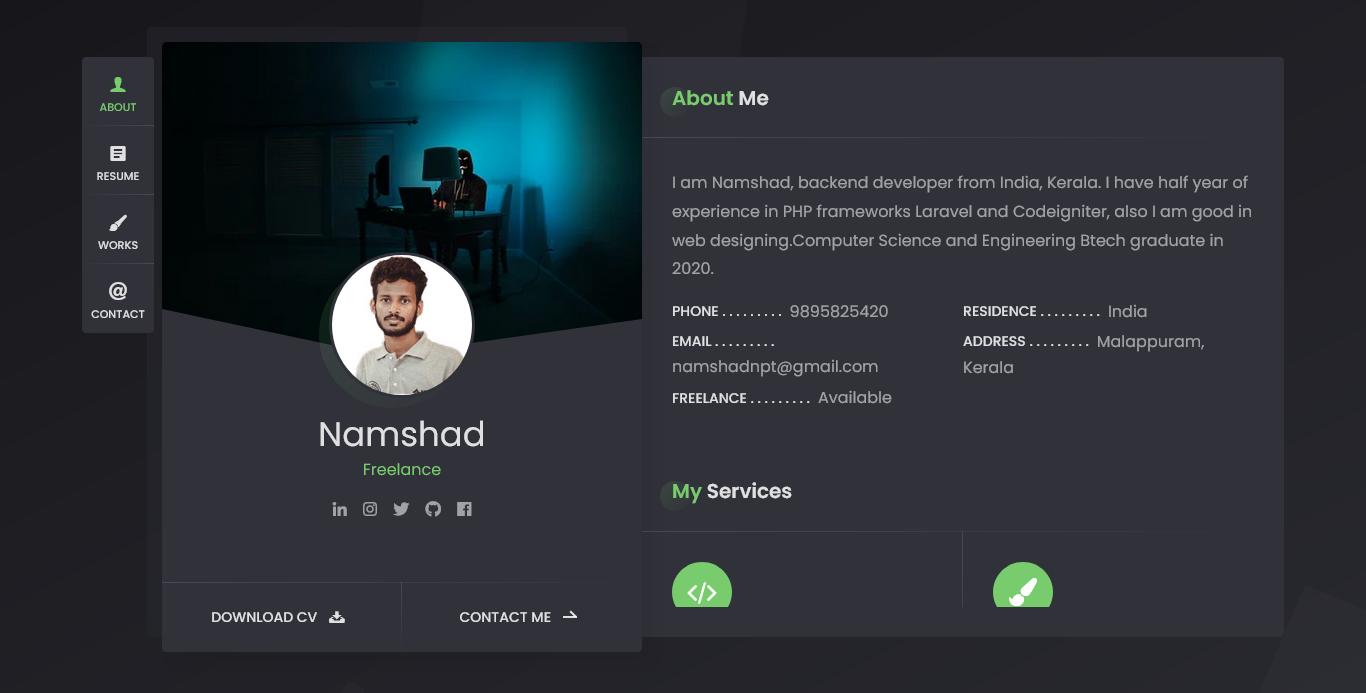 ABOUT
RESUME
WORKS
CONTACT
Namshad
Freelance
DOWNLOAD CV
CONTACT ME
About Me
I am Namshad, backend developer from India, Kerala. I have half year of
experience in PHP frameworks Laravel and Codeigniter, also I am good in
web designing.Computer Science and Engineering Btech graduate in
2020.
PHONE ......... 9895825420
EMAIL .........
namshadnpt@gmail.com
FREELANCE ......... Available
RESIDENCE ......... India
ADDRESS ......... Malappuram,
Kerala
My Services